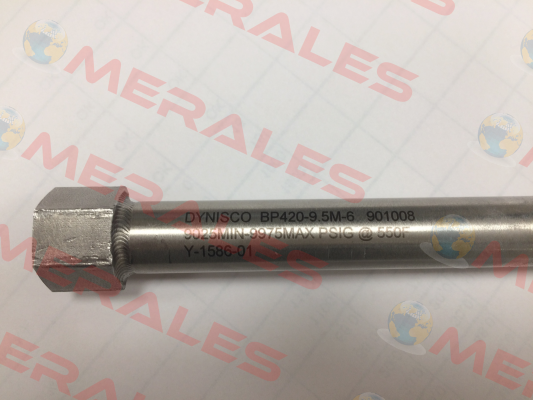 MERALES
MERALES
DYNISCO BP420-9.5M-6 901008
9025MIN-9975MAX PSIG @ 550F
Y-1586-01
MERALES
MERALES